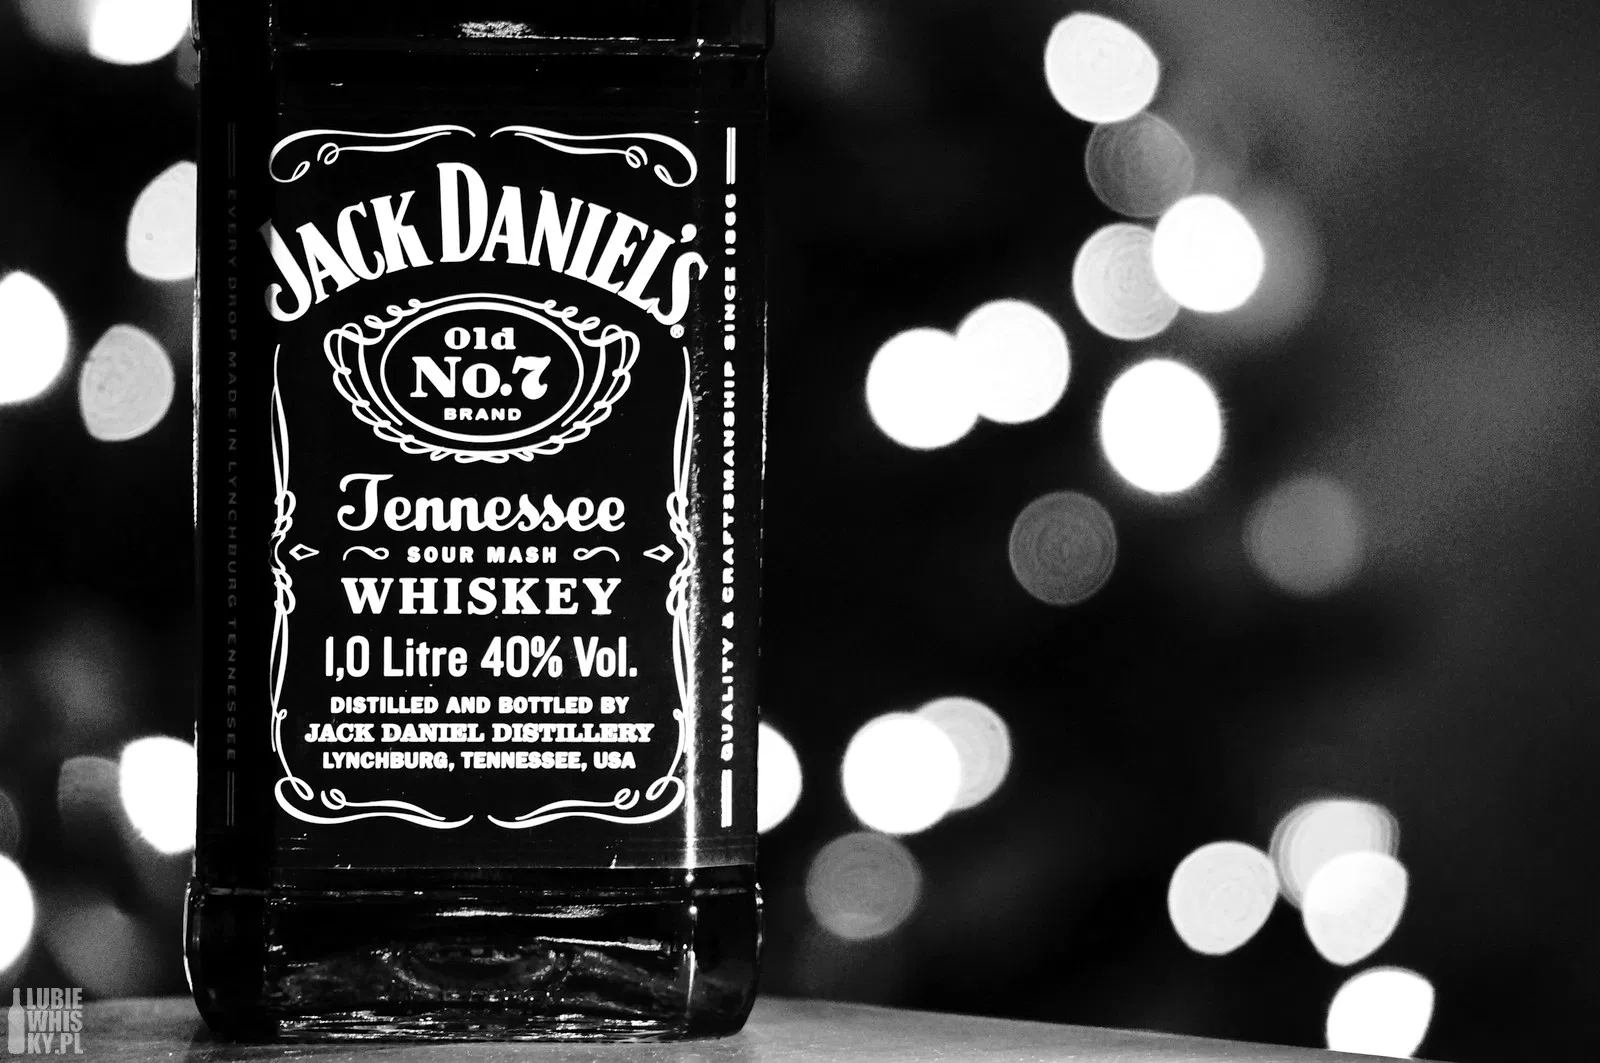 JACK DANIEL'S®
Old
No.7
BRAND
Tennessee
SOUR MASH
WHISKEY
1,0 Litre 40% Vol.
DISTILLED AND BOTTLED BY
JACK DANIEL DISTILLERY
LYNCHBURG, TENNESSEE, USA
EVERY DROP MADE IN LYNCHBURG TENNESSEE
QUALITY & CRAFTSMANSHIP SINCE 1866
LUBIE
WHIS
KY.PL